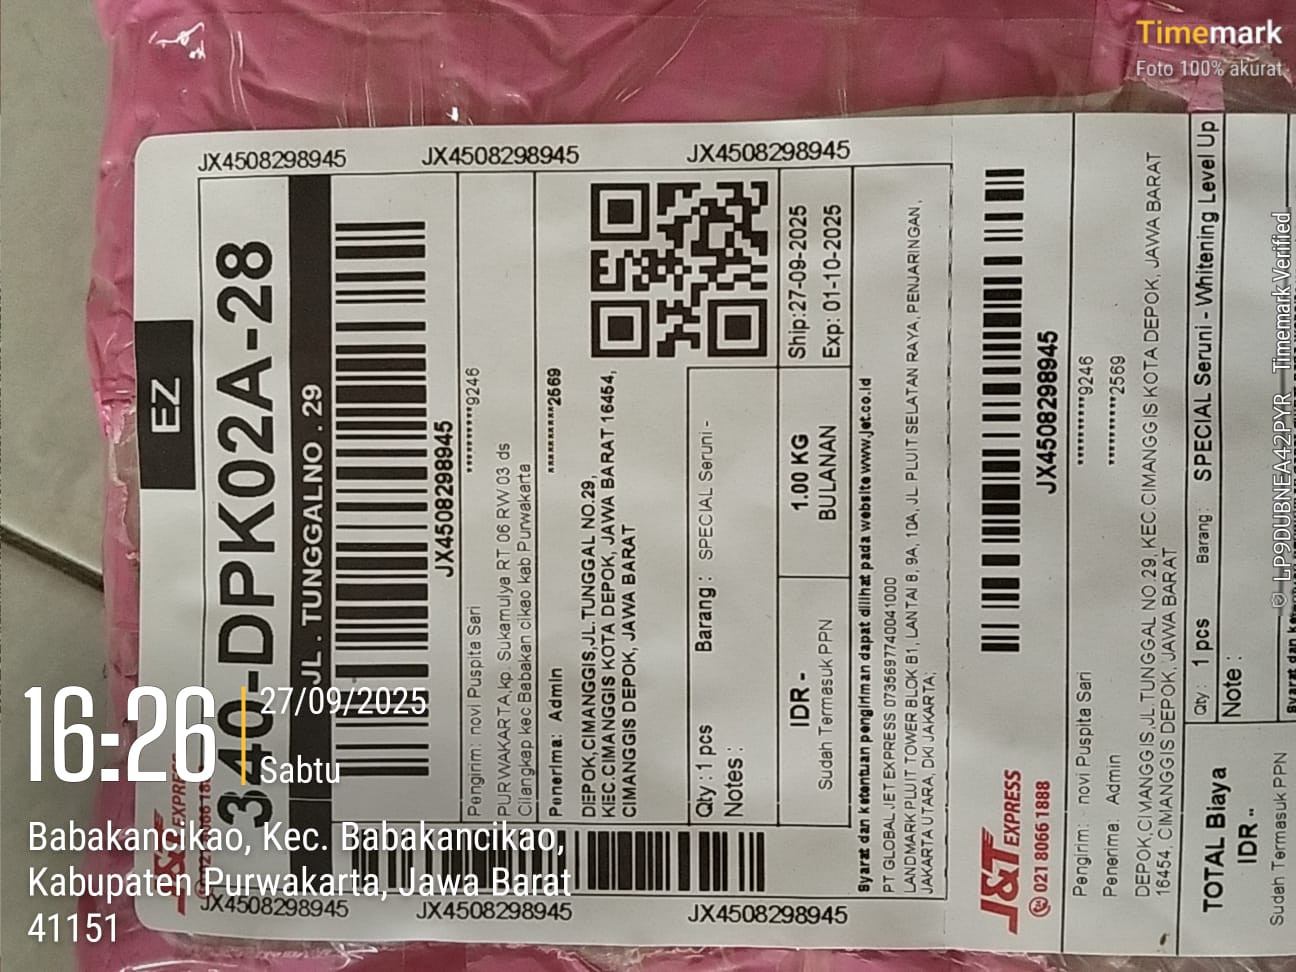 Timemark
Foto 100% akurat
JX4508298945
JX4508298945
JX4508298945
EZ
340-DPK02A-28
JL . TUNGGALNO . 29
JX4508298945
Pengirim: novi Puspita Sari
**********9246
PURWAKARTA,kp. Sukamulya RT 06 RW 03 ds
Cilangkap kec Babakan cikao kab Purwakarta
Penerima: Admin
**********2569
DEPOK,CIMANGGIS,JL.TUNGGAL NO.29,
KEC.CIMANGGIS KOTA DEPOK, JAWA BARAT 16454,
CIMANGGIS DEPOK, JAWA BARAT
Qty : 1 pcs
Barang : SPECIAL Seruni -
Notes :
IDR -
Sudah Termasuk PPN
1.00 KG
BULANAN
Ship:27-09-2025
Exp: 01-10-2025
Syarat dan ketentuan pengiriman dapat dilihat pada website www.jet.co.id
PT GLOBAL JET EXPRESS 0735697740041000
LANDMARK PLUIT TOWER BLOK B1, LANTAI 8, 9A, 10A, JL. PLUIT SELATAN RAYA, PENJARINGAN,
JAKARTA UTARA, DKI JAKARTA;
JX4508298945
JX4508298945
JX4508298945
J&T EXPRESS
021 8066 1888
JX4508298945
Pengirim: novi Puspita Sari
**********9246
Penerima: Admin
**********2569
DEPOK,CIMANGGIS,JL.TUNGGAL NO.29, KEC.CIMANGGIS KOTA DEPOK, JAWA BARAT
16454, CIMANGGIS DEPOK, JAWA BARAT
TOTAL Biaya
IDR --
Sudah Termasuk PPN
Qty : 1 pcs
Barang : SPECIAL Seruni - Whitening Level Up
Note :
16:26
27/09/2025
Sabtu
Babakancikao, Kec. Babakancikao,
Kabupaten Purwakarta, Jawa Barat
41151
© LP9DUBNEA42PYR Timemark Verified